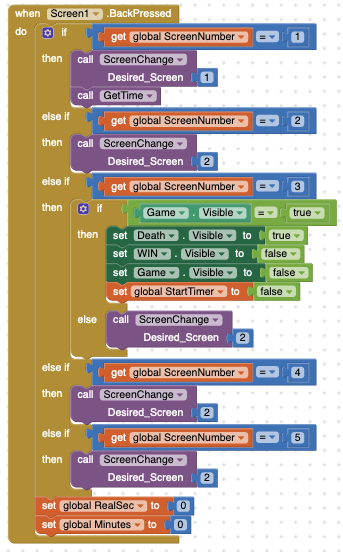 when Screen1 .BackPressed
do if get global ScreenNumber = 1
then call ScreenChange
Desired_Screen 1
call GetTime
else if get global ScreenNumber = 2
then call ScreenChange
Desired_Screen 2
else if get global ScreenNumber = 3
then if Game . Visible = true
then set Death . Visible to true
set WIN . Visible to false
set Game . Visible to false
set global StartTimer to false
else call ScreenChange
Desired_Screen 2
else if get global ScreenNumber = 4
then call ScreenChange
Desired_Screen 2
else if get global ScreenNumber = 5
then call ScreenChange
Desired_Screen 2
set global RealSec to 0
set global Minutes to 0